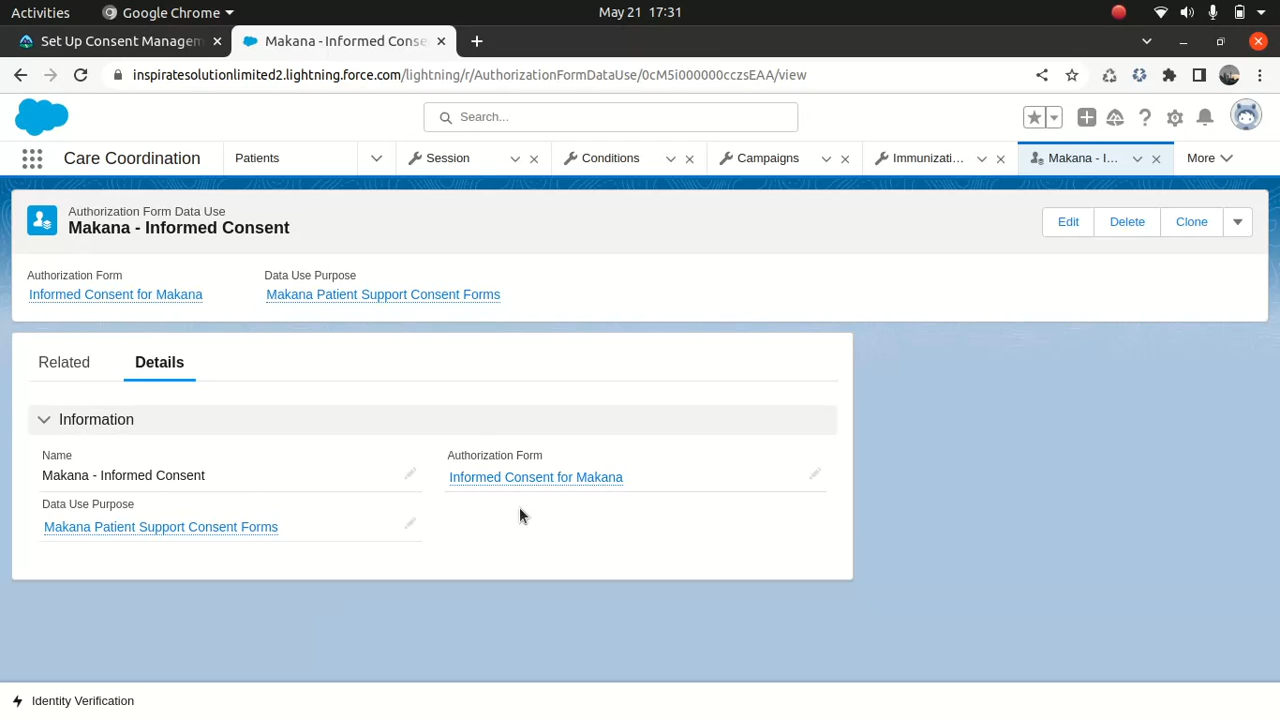 Activities
Google Chrome
May 21 17:31
Set Up Consent Managem
Makana - Informed Conse
inspiratesolutionlimited2.lightning.force.com/lightning/r/AuthorizationFormDataUse/0cM5i000000cczsEAA/view
Search...
Care Coordination
Patients
Session
Conditions
Campaigns
Immunizati...
Makana - I...
More
Authorization Form Data Use
Makana - Informed Consent
Edit
Delete
Clone
Authorization Form
Data Use Purpose
Informed Consent for Makana
Makana Patient Support Consent Forms
Related
Details
Information
Name
Authorization Form
Makana - Informed Consent
Informed Consent for Makana
Data Use Purpose
Makana Patient Support Consent Forms
Identity Verification